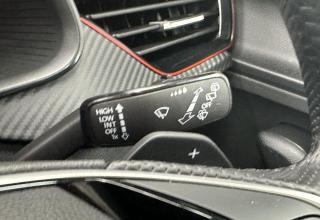 HIGH
LOW
INT
OFF
1x
+